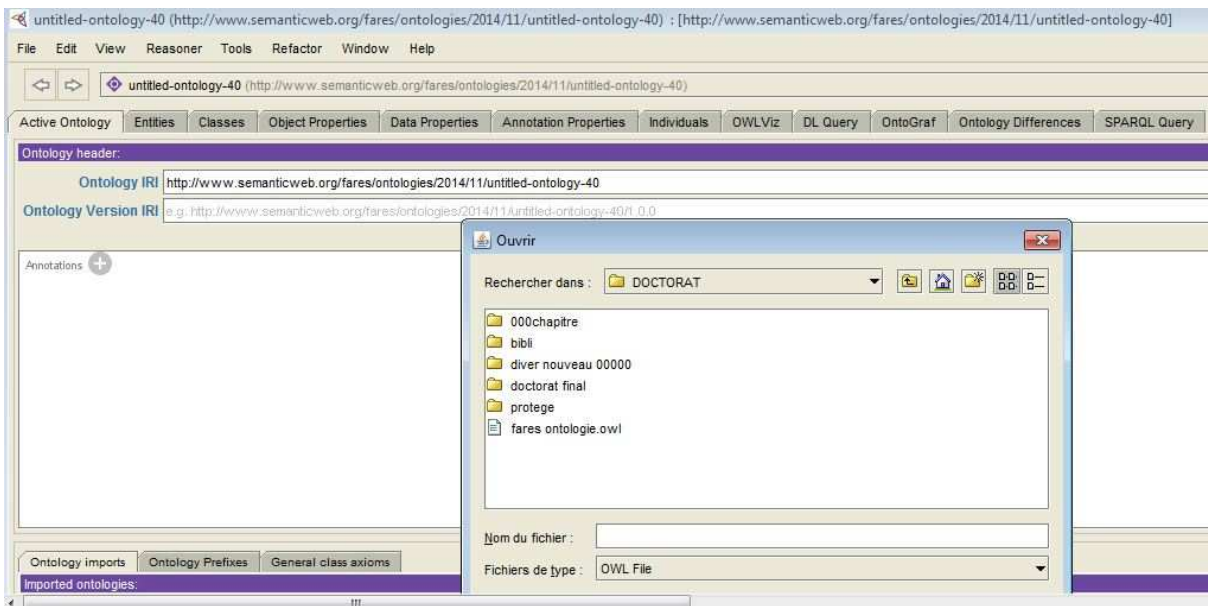 untitled-ontology-40 (http://www.semanticweb.org/fares/ontologies/2014/11/untitled-ontology-40) : [http://www.semanticweb.org/fares/ontologies/2014/11/untitled-ontology-40]
File Edit View Reasoner Tools Refactor Window Help
untitled-ontology-40 (http://www.semanticweb.org/fares/ontologies/2014/11/untitled-ontology-40)
Active Ontology Entities Classes Object Properties Data Properties Annotation Properties Individuals OWLViz DL Query OntoGraf Ontology Differences SPARQL Query
Ontology header:
Ontology IRI http://www.semanticweb.org/fares/ontologies/2014/11/untitled-ontology-40
Ontology Version IRI e.g. http://www.semanticweb.org/fares/ontologies/2014/11/untitled-ontology-40/1.0.0
Annotations
Ouvrir
Rechercher dans : DOCTORAT
000chapitre
bibli
diver nouveau 00000
doctorat final
protege
fares ontologie.owl
Nom du fichier :
Fichiers de type : OWL File
Ontology imports Ontology Prefixes General class axioms
Imported ontologies: